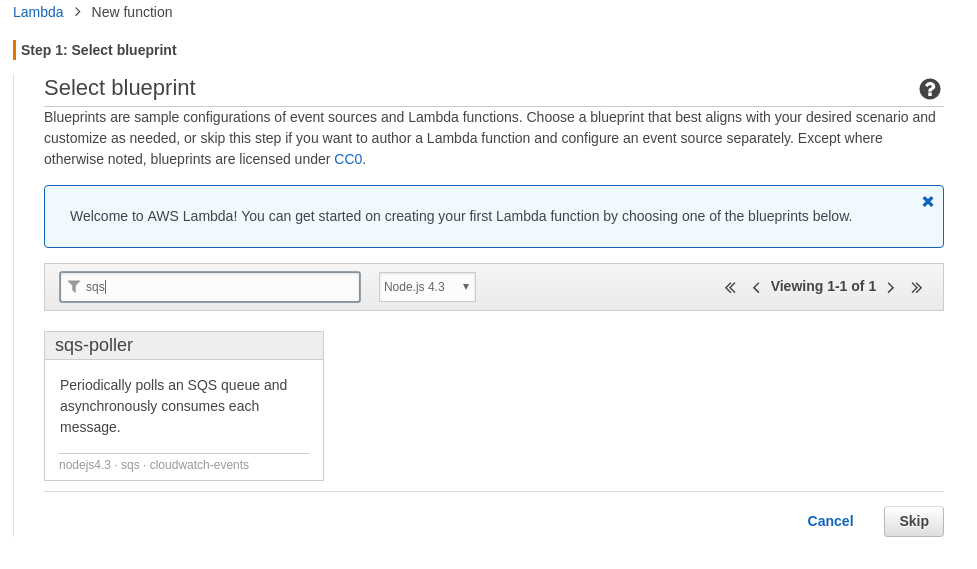 Lambda > New function
Step 1: Select blueprint
Select blueprint
Blueprints are sample configurations of event sources and Lambda functions. Choose a blueprint that best aligns with your desired scenario and
customize as needed, or skip this step if you want to author a Lambda function and configure an event source separately. Except where
otherwise noted, blueprints are licensed under CC0.
Welcome to AWS Lambda! You can get started on creating your first Lambda function by choosing one of the blueprints below.
sqs Node.js 4.3 « ‹ Viewing 1-1 of 1 › »
sqs-poller
Periodically polls an SQS queue and
asynchronously consumes each
message.
nodejs4.3 · sqs · cloudwatch-events
Cancel Skip